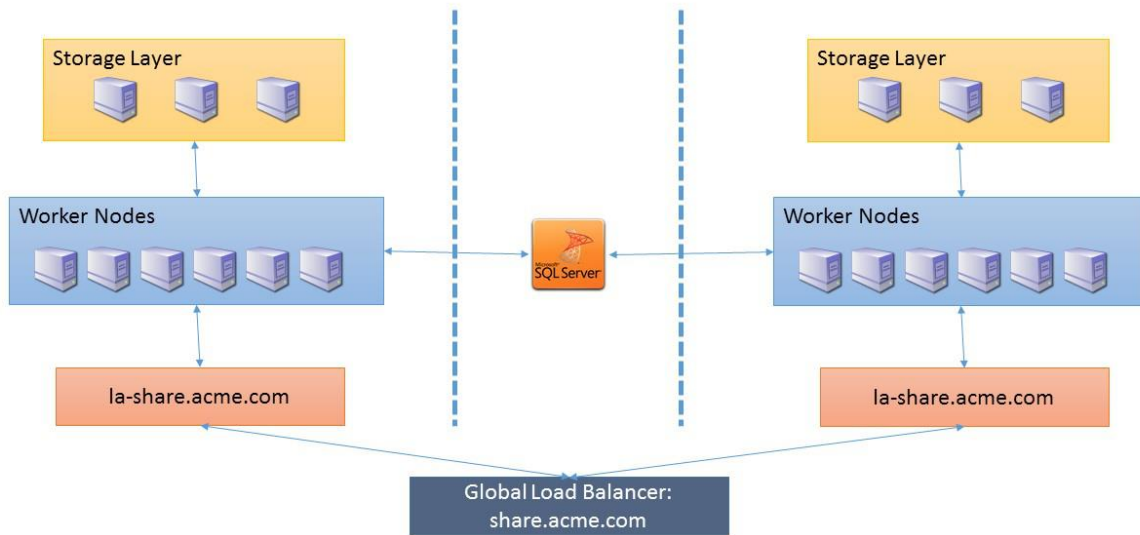 Storage Layer
Storage Layer
Worker Nodes
Worker Nodes
Microsoft®
SQL Server
la-share.acme.com
la-share.acme.com
Global Load Balancer:
share.acme.com